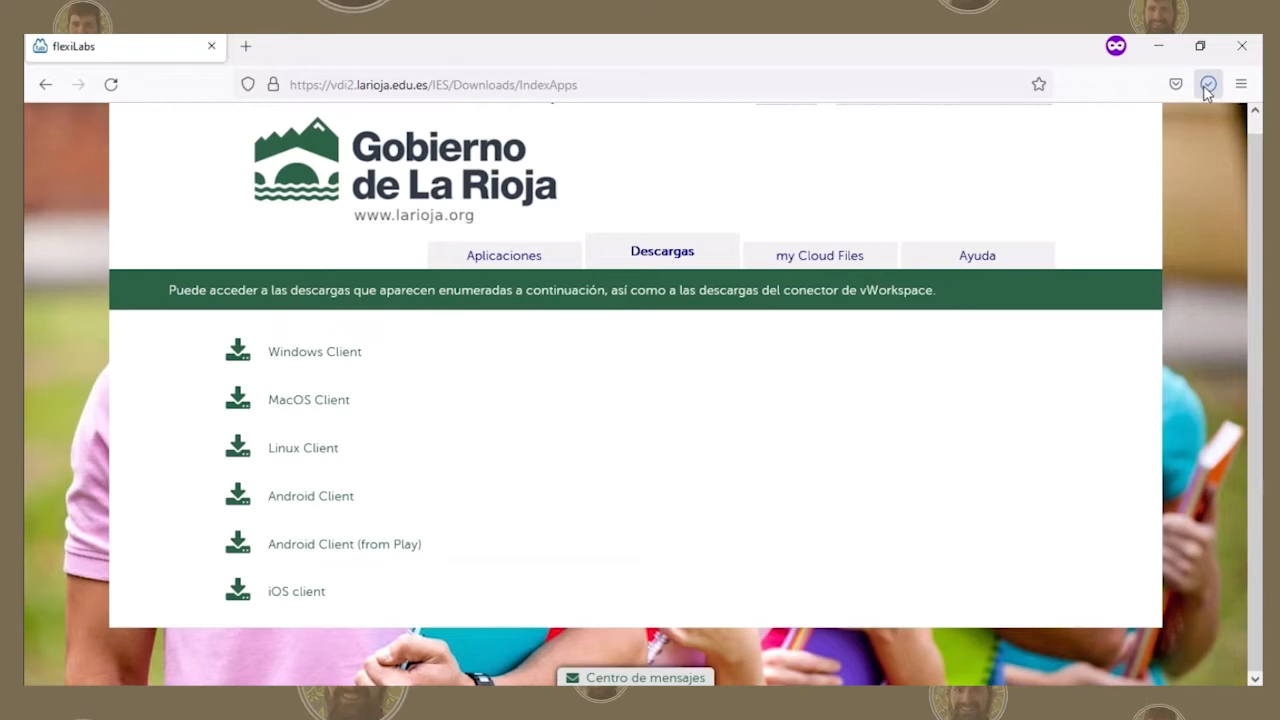 flexiLabs
https://vdi2.larioja.edu.es/IES/Downloads/IndexApps
Gobierno
de La Rioja
www.larioja.org
Aplicaciones
Descargas
my Cloud Files
Ayuda
Puede acceder a las descargas que aparecen enumeradas a continuación, así como a las descargas del conector de vWorkspace.
Windows Client
MacOS Client
Linux Client
Android Client
Android Client (from Play)
iOS client
Centro de mensajes